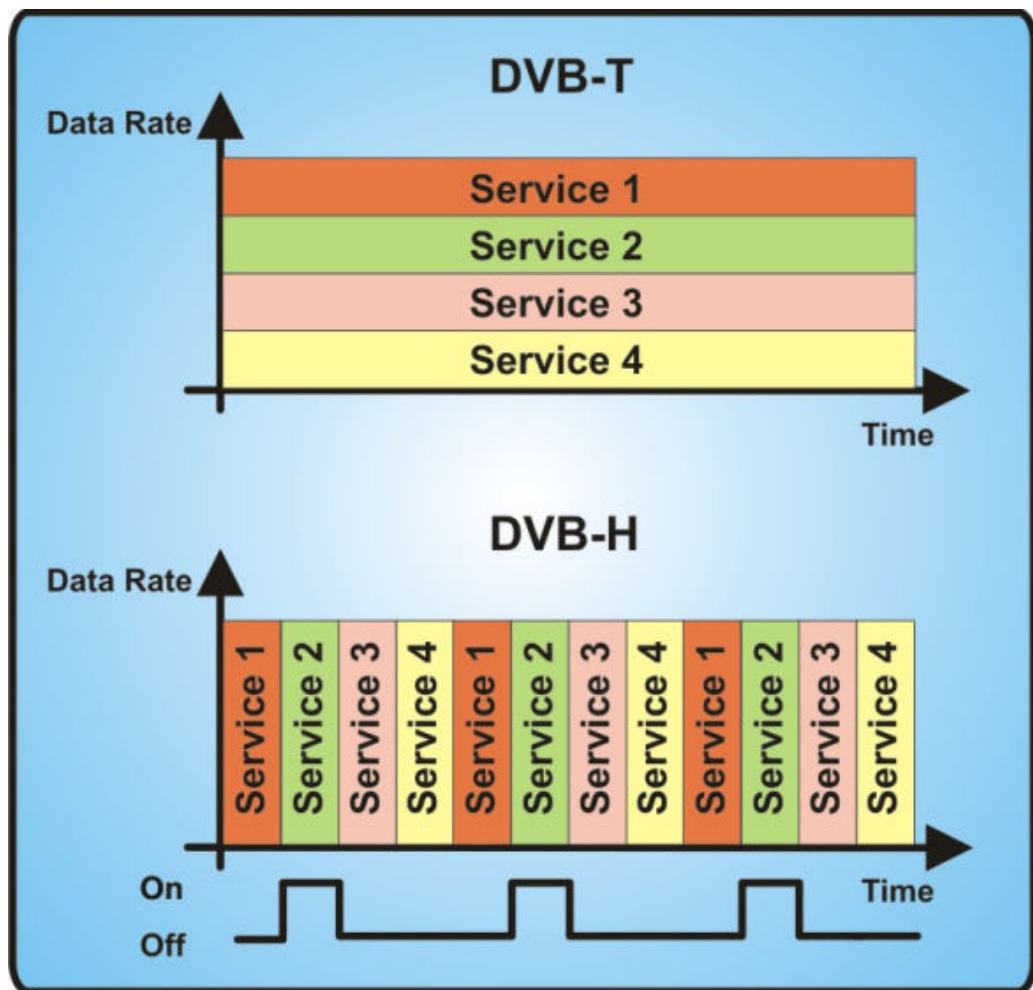 DVB-T
Data Rate
Service 1
Service 2
Service 3
Service 4
Time
DVB-H
Data Rate
Service 1
Service 2
Service 3
Service 4
Service 1
Service 2
Service 3
Service 4
Service 1
Service 2
Service 3
Service 4
On
Time
Off